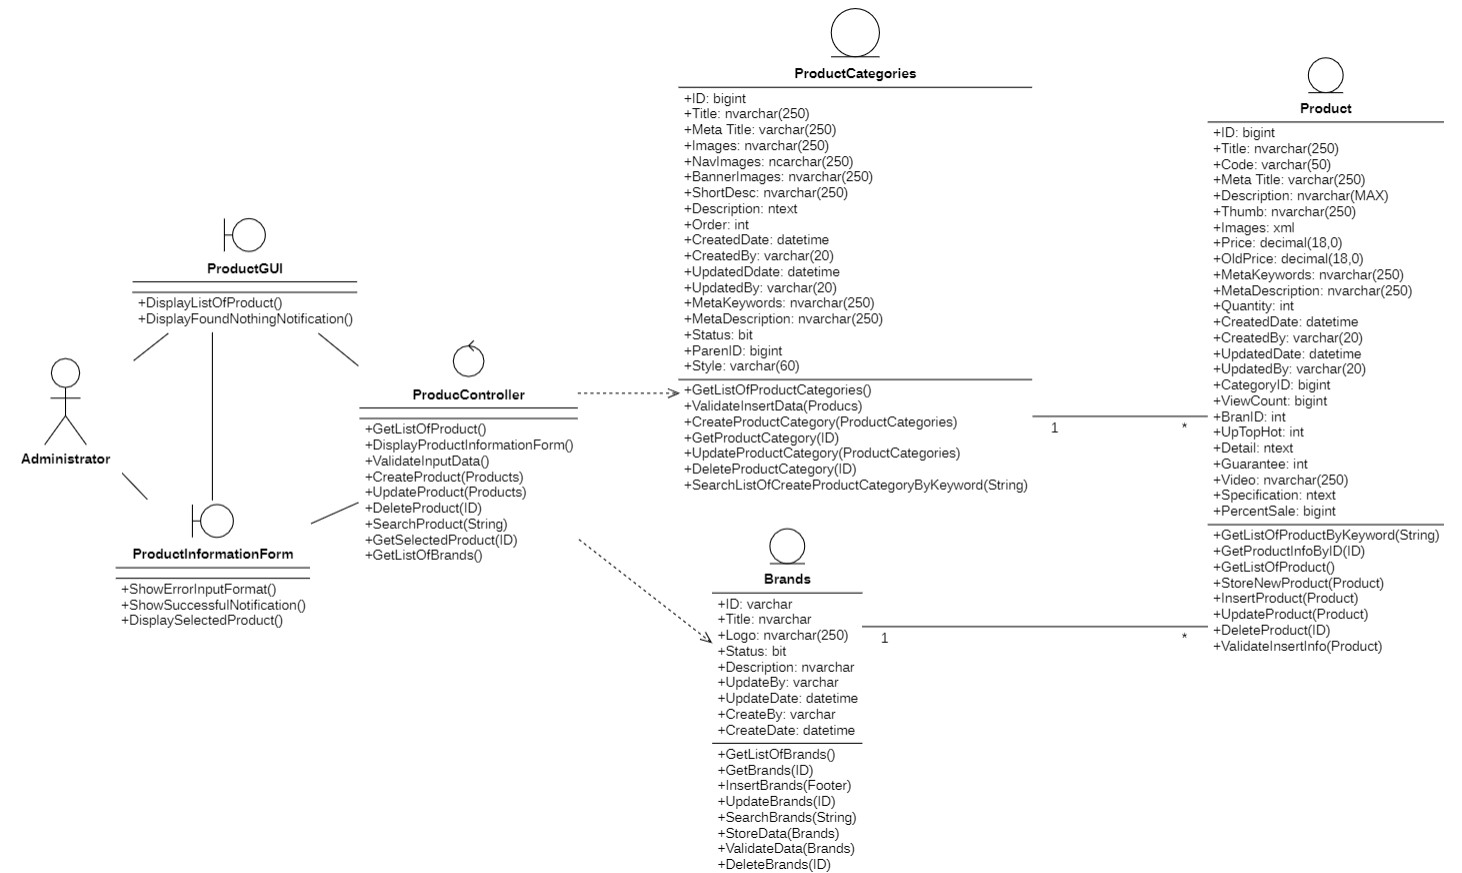 ProductCategories
+ID: bigint
+Title: nvarchar(250)
+Meta Title: varchar(250)
+Images: nvarchar(250)
+NavImages: ncarchar(250)
+BannerImages: nvarchar(250)
+ShortDesc: nvarchar(250)
+Description: ntext
+Order: int
+CreatedDate: datetime
+CreatedBy: varchar(20)
+UpdatedDdate: datetime
+UpdatedBy: varchar(20)
+MetaKeywords: nvarchar(250)
+MetaDescription: nvarchar(250)
+Status: bit
+ParenID: bigint
+Style: varchar(60)
+GetListOfProductCategories()
+ValidateInsertData(Producs)
+CreateProductCategory(ProductCategories)
+GetProductCategory(ID)
+UpdateProductCategory(ProductCategories)
+DeleteProductCategory(ID)
+SearchListOfCreateProductCategoryByKeyword(String)
Product
+ID: bigint
+Title: nvarchar(250)
+Code: varchar(50)
+Meta Title: varchar(250)
+Description: nvarchar(MAX)
+Thumb: nvarchar(250)
+Images: xml
+Price: decimal(18,0)
+OldPrice: decimal(18,0)
+MetaKeywords: nvarchar(250)
+MetaDescription: nvarchar(250)
+Quantity: int
+CreatedDate: datetime
+CreatedBy: varchar(20)
+UpdatedDate: datetime
+UpdatedBy: varchar(20)
+CategoryID: bigint
+ViewCount: bigint
+BranID: int
+UpTopHot: int
+Detail: ntext
+Guarantee: int
+Video: nvarchar(250)
+Specification: ntext
+PercentSale: bigint
+GetListOfProductByKeyword(String)
+GetProductInfoByID(ID)
+GetListOfProduct()
+StoreNewProduct(Product)
+InsertProduct(Product)
+UpdateProduct(Product)
+DeleteProduct(ID)
+ValidateInsertInfo(Product)
ProductGUI
+DisplayListOfProduct()
+DisplayFoundNothingNotification()
Administrator
ProducController
+GetListOfProduct()
+DisplayProductInformationForm()
+ValidateInputData()
+CreateProduct(Products)
+UpdateProduct(Products)
+DeleteProduct(ID)
+SearchProduct(String)
+GetSelectedProduct(ID)
+GetListOfBrands()
1 *
ProductInformationForm
+ShowErrorInputFormat()
+ShowSuccessfulNotification()
+DisplaySelectedProduct()
Brands
+ID: varchar
+Title: nvarchar
+Logo: nvarchar(250)
+Status: bit
+Description: nvarchar
+UpdateBy: varchar
+UpdateDate: datetime
+CreateBy: varchar
+CreateDate: datetime
+GetListOfBrands()
+GetBrands(ID)
+InsertBrands(Footer)
+UpdateBrands(ID)
+SearchBrands(String)
+StoreData(Brands)
+ValidateData(Brands)
+DeleteBrands(ID)
1 *